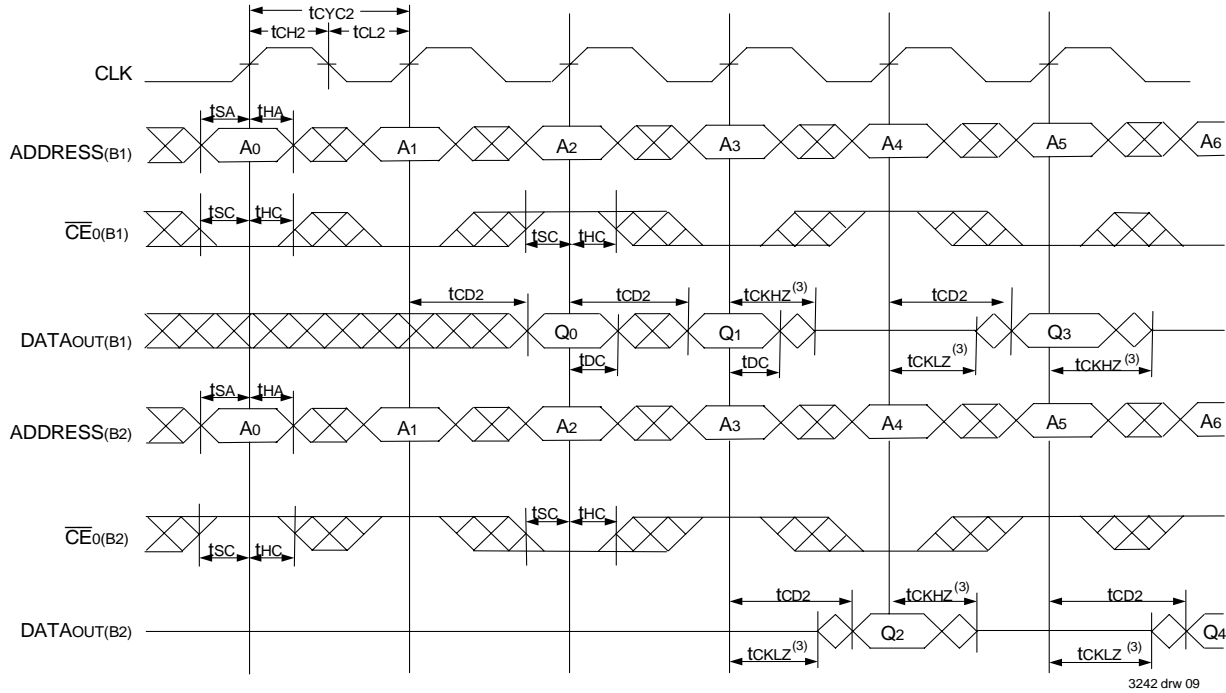 tCYC2
tCH2 tCL2
CLK
tSA tHA
ADDRESS(B1) A0 A1 A2 A3 A4 A5 A6
tSC tHC
CE0(B1)
tSC tHC
tCD2 tCD2 tCKHZ(3) tCD2
DATAOUT(B1) Q0 Q1 Q3
tDC tDC tCKLZ(3) tCKHZ(3)
tSA tHA
ADDRESS(B2) A0 A1 A2 A3 A4 A5 A6
tSC tHC
CE0(B2)
tSC tHC
tCD2 tCKHZ(3) tCD2
DATAOUT(B2) Q2 Q4
tCKLZ(3) tCKLZ(3)
3242 drw 09